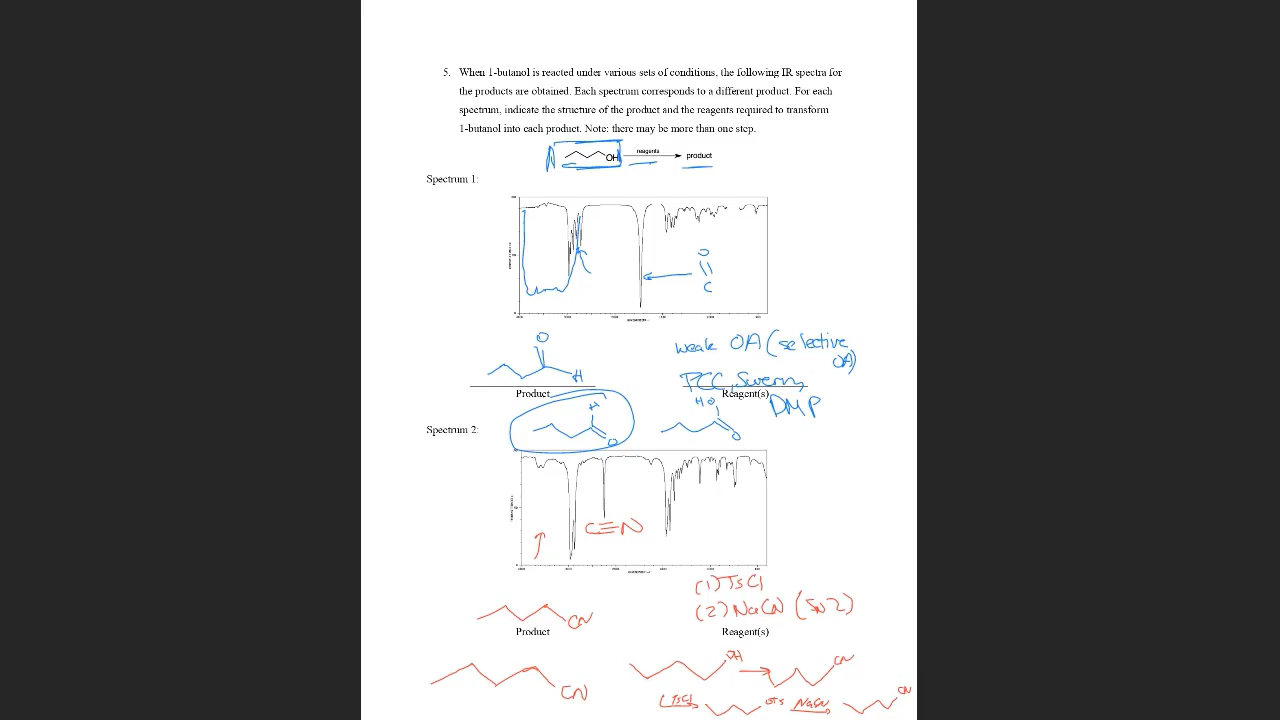 5. When 1-butanol is reacted under various sets of conditions, the following IR spectra for
the products are obtained. Each spectrum corresponds to a different product. For each
spectrum, indicate the structure of the product and the reagents required to transform
1-butanol into each product. Note: there may be more than one step.
OH reagents product
Spectrum 1:
O
C
O
H
weak OA (selective
OA)
PCC, Swern,
DMP
Product Reagent(s)
Spectrum 2:
H
O
HO
O
C≡N
(1) TsCl
(2) NaCN (SN2)
CN
Product Reagent(s)
CN
OH
CN
TsCl
OTs
NaCN
CN